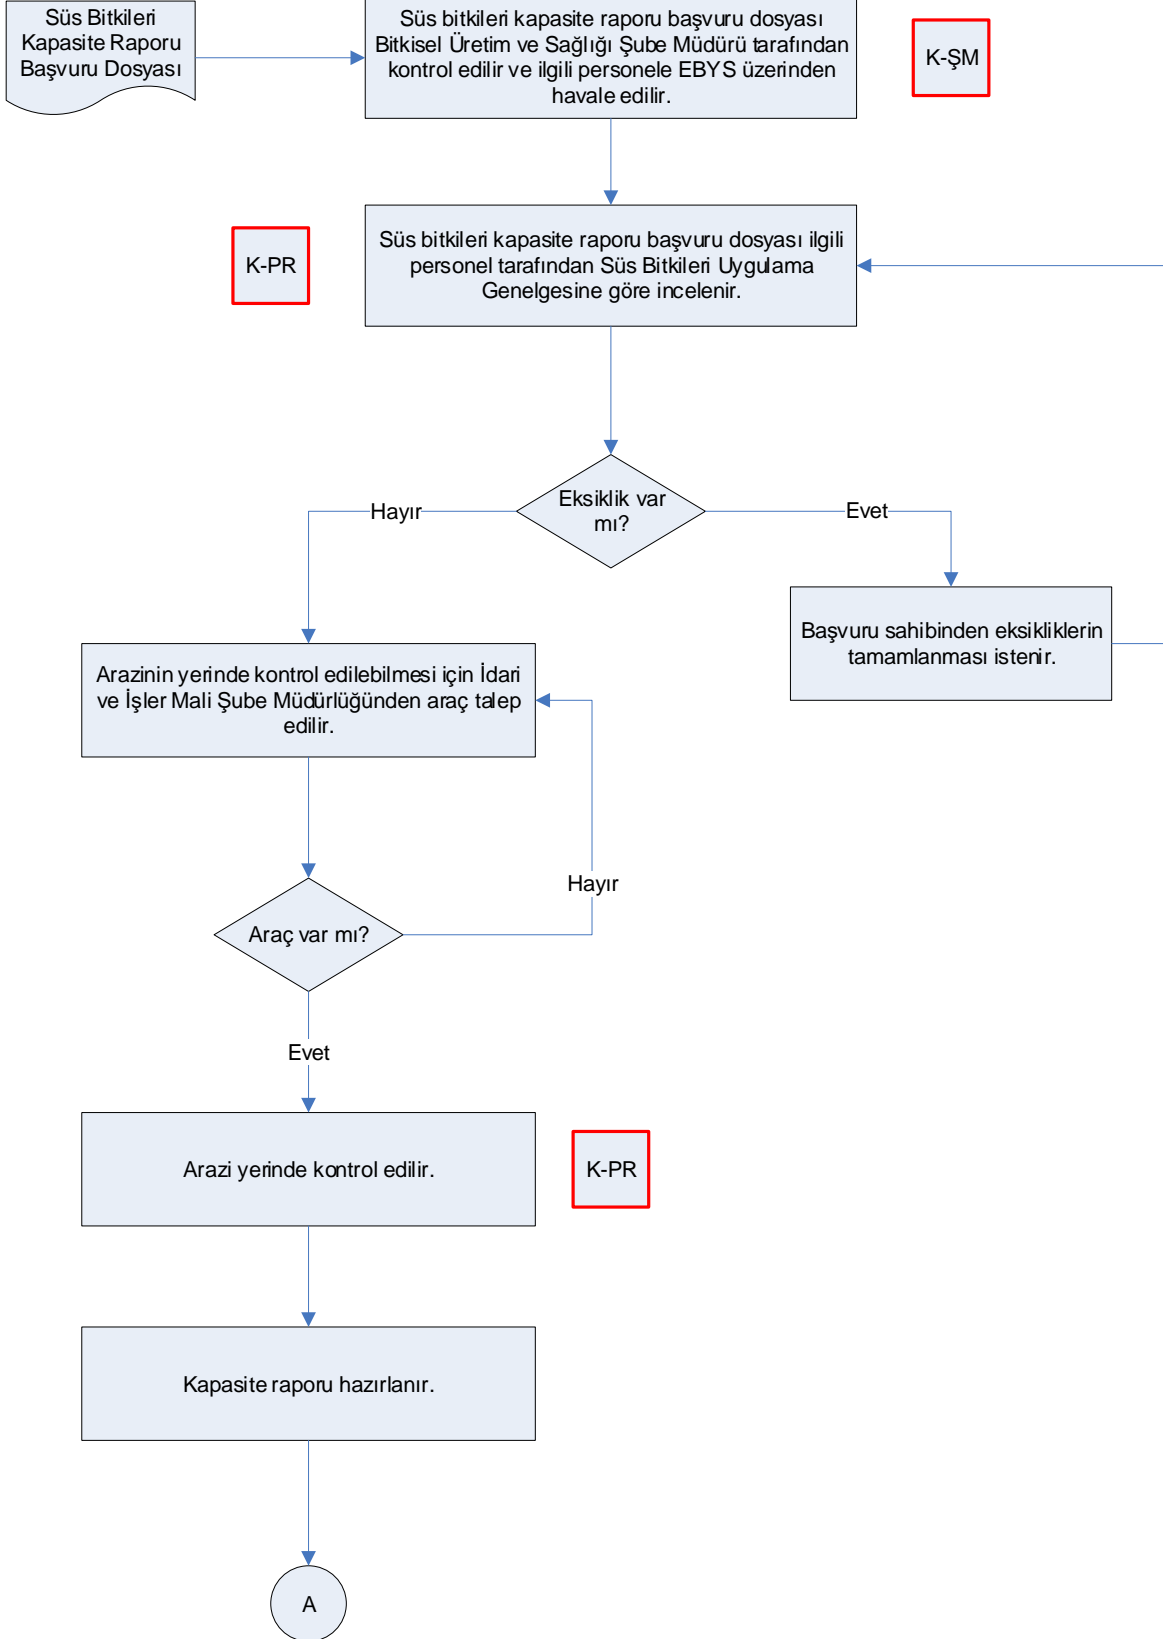 Süs Bitkileri
Kapasite Raporu
Başvuru Dosyası
Süs bitkileri kapasite raporu başvuru dosyası
Bitkisel Üretim ve Sağlığı Şube Müdürü tarafından
kontrol edilir ve ilgili personele EBYS üzerinden
havale edilir.
K-ŞM
K-PR
Süs bitkileri kapasite raporu başvuru dosyası ilgili
personel tarafından Süs Bitkileri Uygulama
Genelgesine göre incelenir.
Eksiklik var
mı?
Hayır
Evet
Başvuru sahibinden eksikliklerin
tamamlanması istenir.
Arazinin yerinde kontrol edilebilmesi için İdari
ve İşler Mali Şube Müdürlüğünden araç talep
edilir.
Hayır
Araç var mı?
Evet
Arazi yerinde kontrol edilir.
K-PR
Kapasite raporu hazırlanır.
A